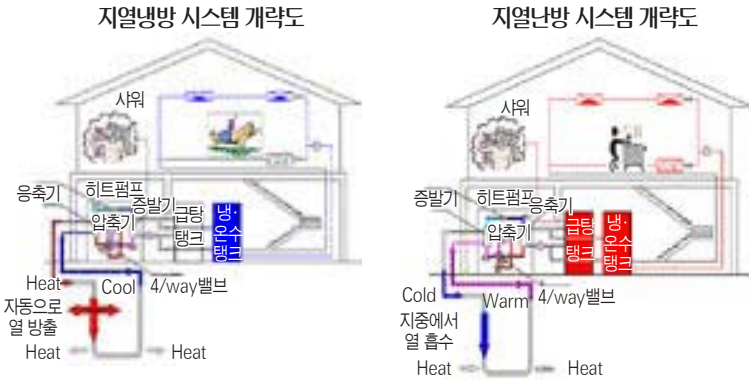 지열냉방 시스템 개략도
샤워
응축기
히트펌프
증발기
압축기
급탕
탱크
냉·
온수
탱크
Heat
Cool
4/way밸브
자동으로
열 방출
Heat
Heat
지열난방 시스템 개략도
샤워
증발기
히트펌프
응축기
압축기
급탕
탱크
냉·
온수
탱크
Cold
Warm
4/way밸브
지중에서
열 흡수
Heat
Heat